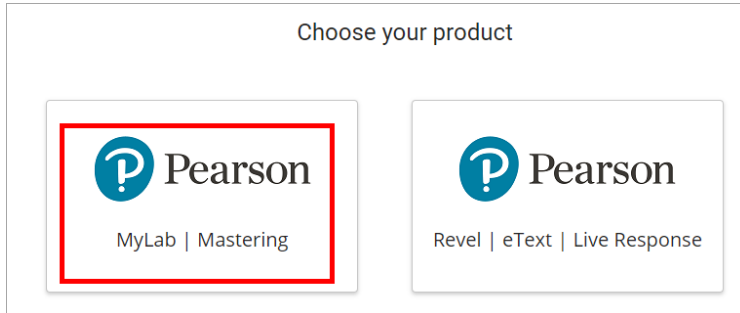 Choose your product
Pearson
MyLab | Mastering
Pearson
Revel | eText | Live Response